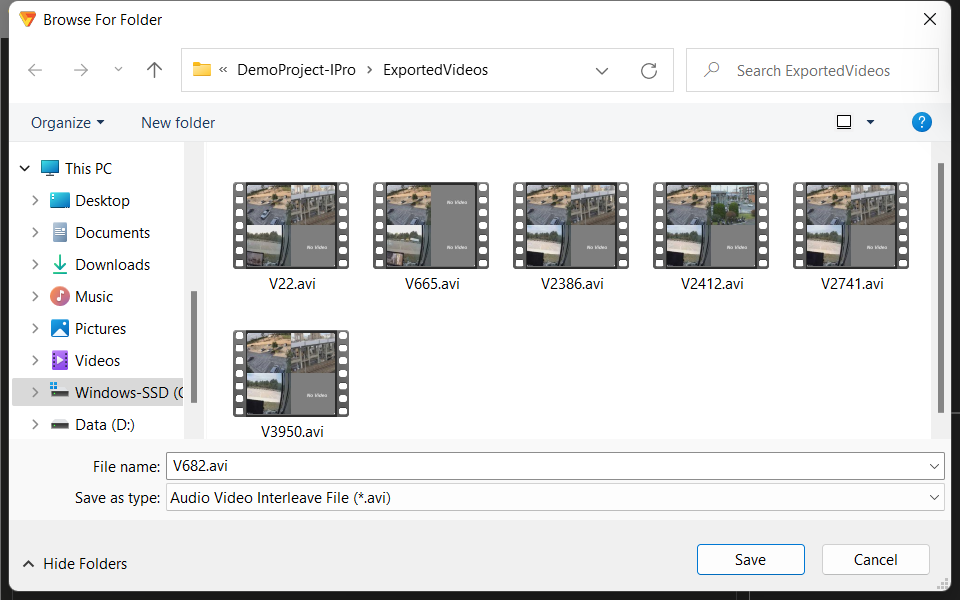 Browse For Folder
« DemoProject-IPro > ExportedVideos
Search ExportedVideos
Organize
New folder
This PC
Desktop
Documents
Downloads
Music
Pictures
Videos
Windows-SSD (C
Data (D:)
No Video
No Video
No Video
No Video
No Video
No Video
V22.avi
V665.avi
V2386.avi
V2412.avi
V2741.avi
No Video
V3950.avi
File name: V682.avi
Save as type: Audio Video Interleave File (*.avi)
Hide Folders
Save
Cancel